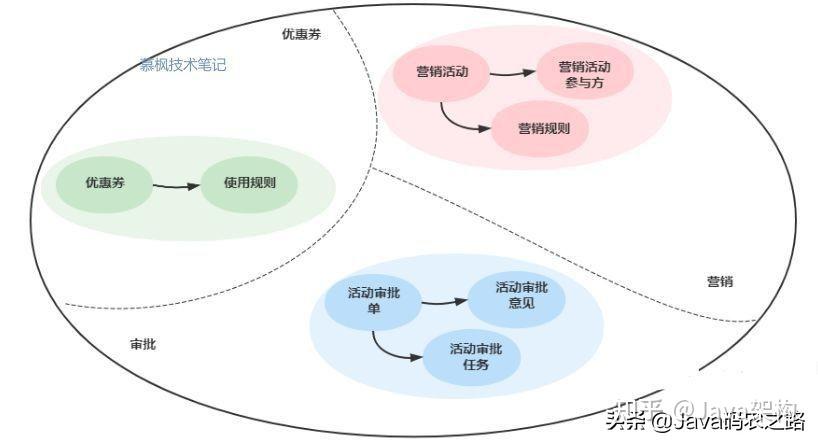 优惠券
慕枫技术笔记
营销活动
营销活动
参与方
营销规则
优惠券
使用规则
营销
活动审批
单
活动审批
意见
活动审批
任务
审批
知乎 @Java架构
头条 @Java码农之路